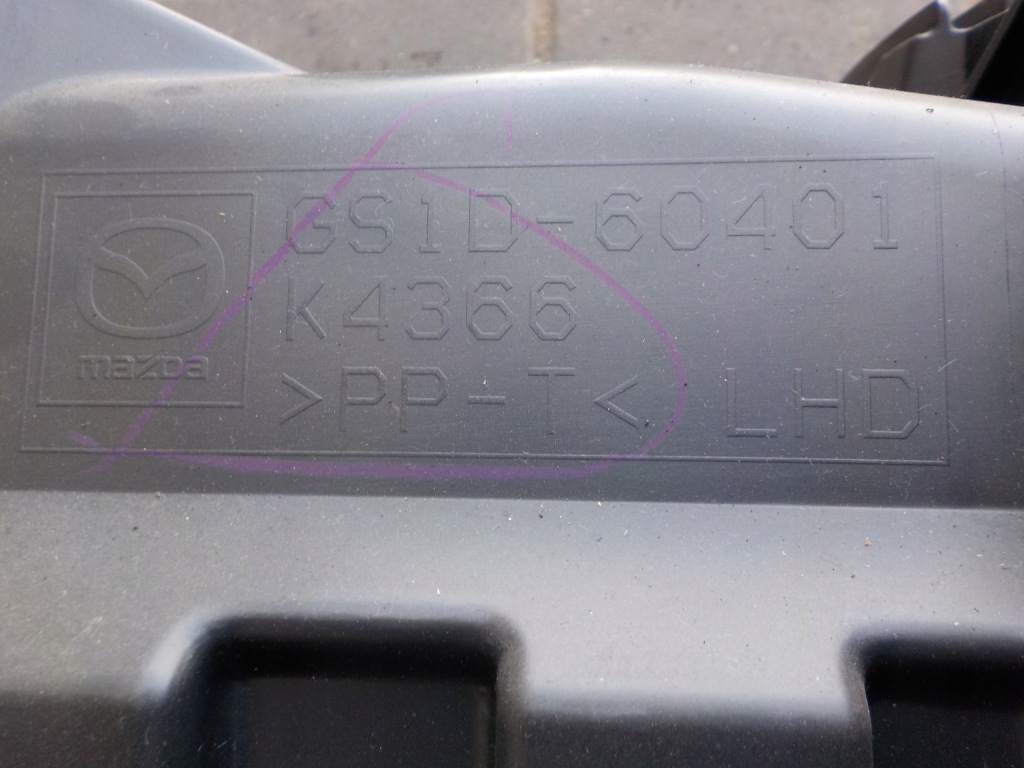 GS1D-60401
K4366
mazda
>PP-T< LHD